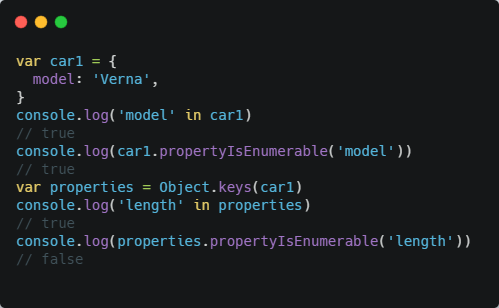 var car1 = {
  model: 'Verna',
}
console.log('model' in car1)
// true
console.log(car1.propertyIsEnumerable('model'))
// true
var properties = Object.keys(car1)
console.log('length' in properties)
// true
console.log(properties.propertyIsEnumerable('length'))
// false